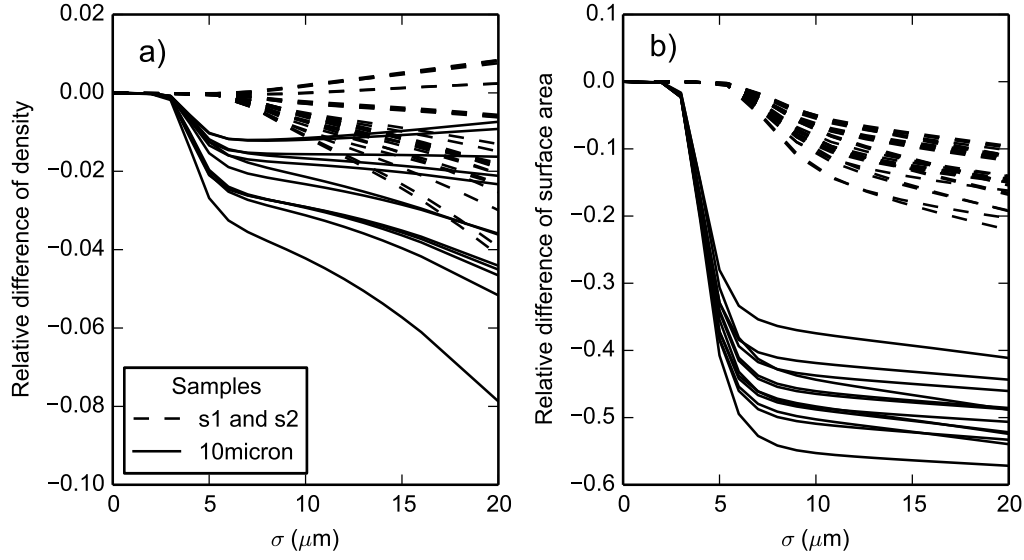 a)
Relative difference of density
0.02
0.00
−0.02
−0.04
−0.06
−0.08
−0.10
Samples
s1 and s2
10micron
0
5
10
15
20
σ (μm)
b)
Relative difference of surface area
0.1
0.0
−0.1
−0.2
−0.3
−0.4
−0.5
−0.6
0
5
10
15
20
σ (μm)